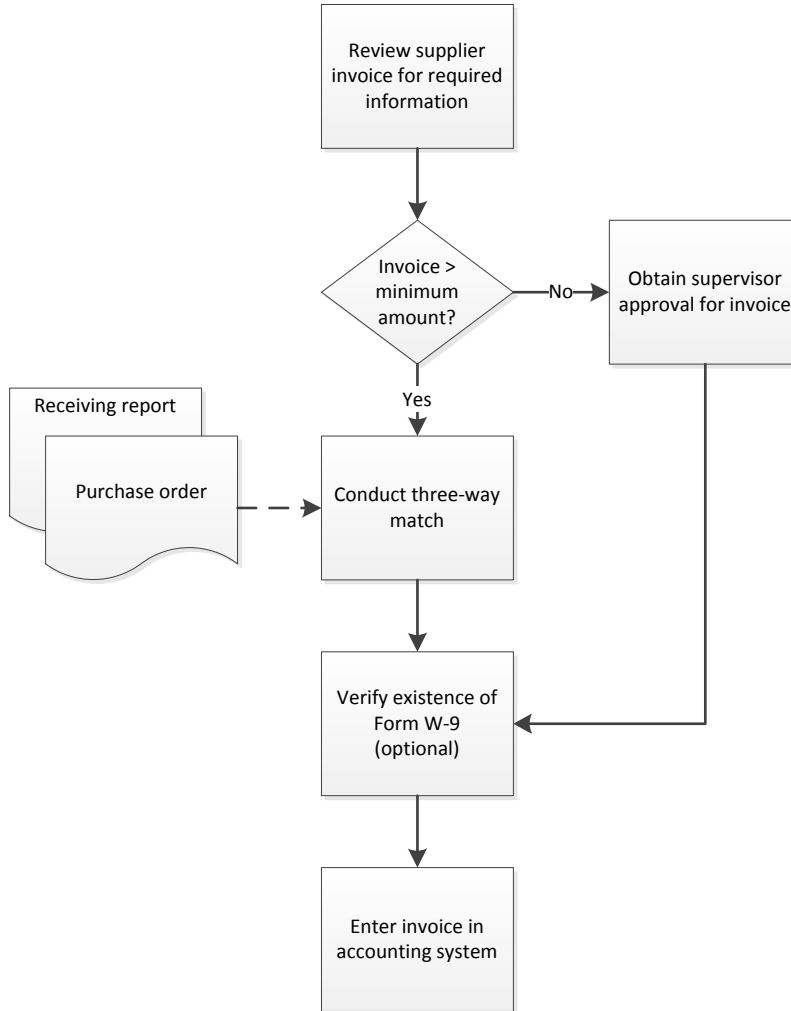 Review supplier
invoice for required
information
Invoice >
minimum
amount?
No
Obtain supervisor
approval for invoice
Yes
Receiving report
Purchase order
Conduct three-way
match
Verify existence of
Form W-9
(optional)
Enter invoice in
accounting system